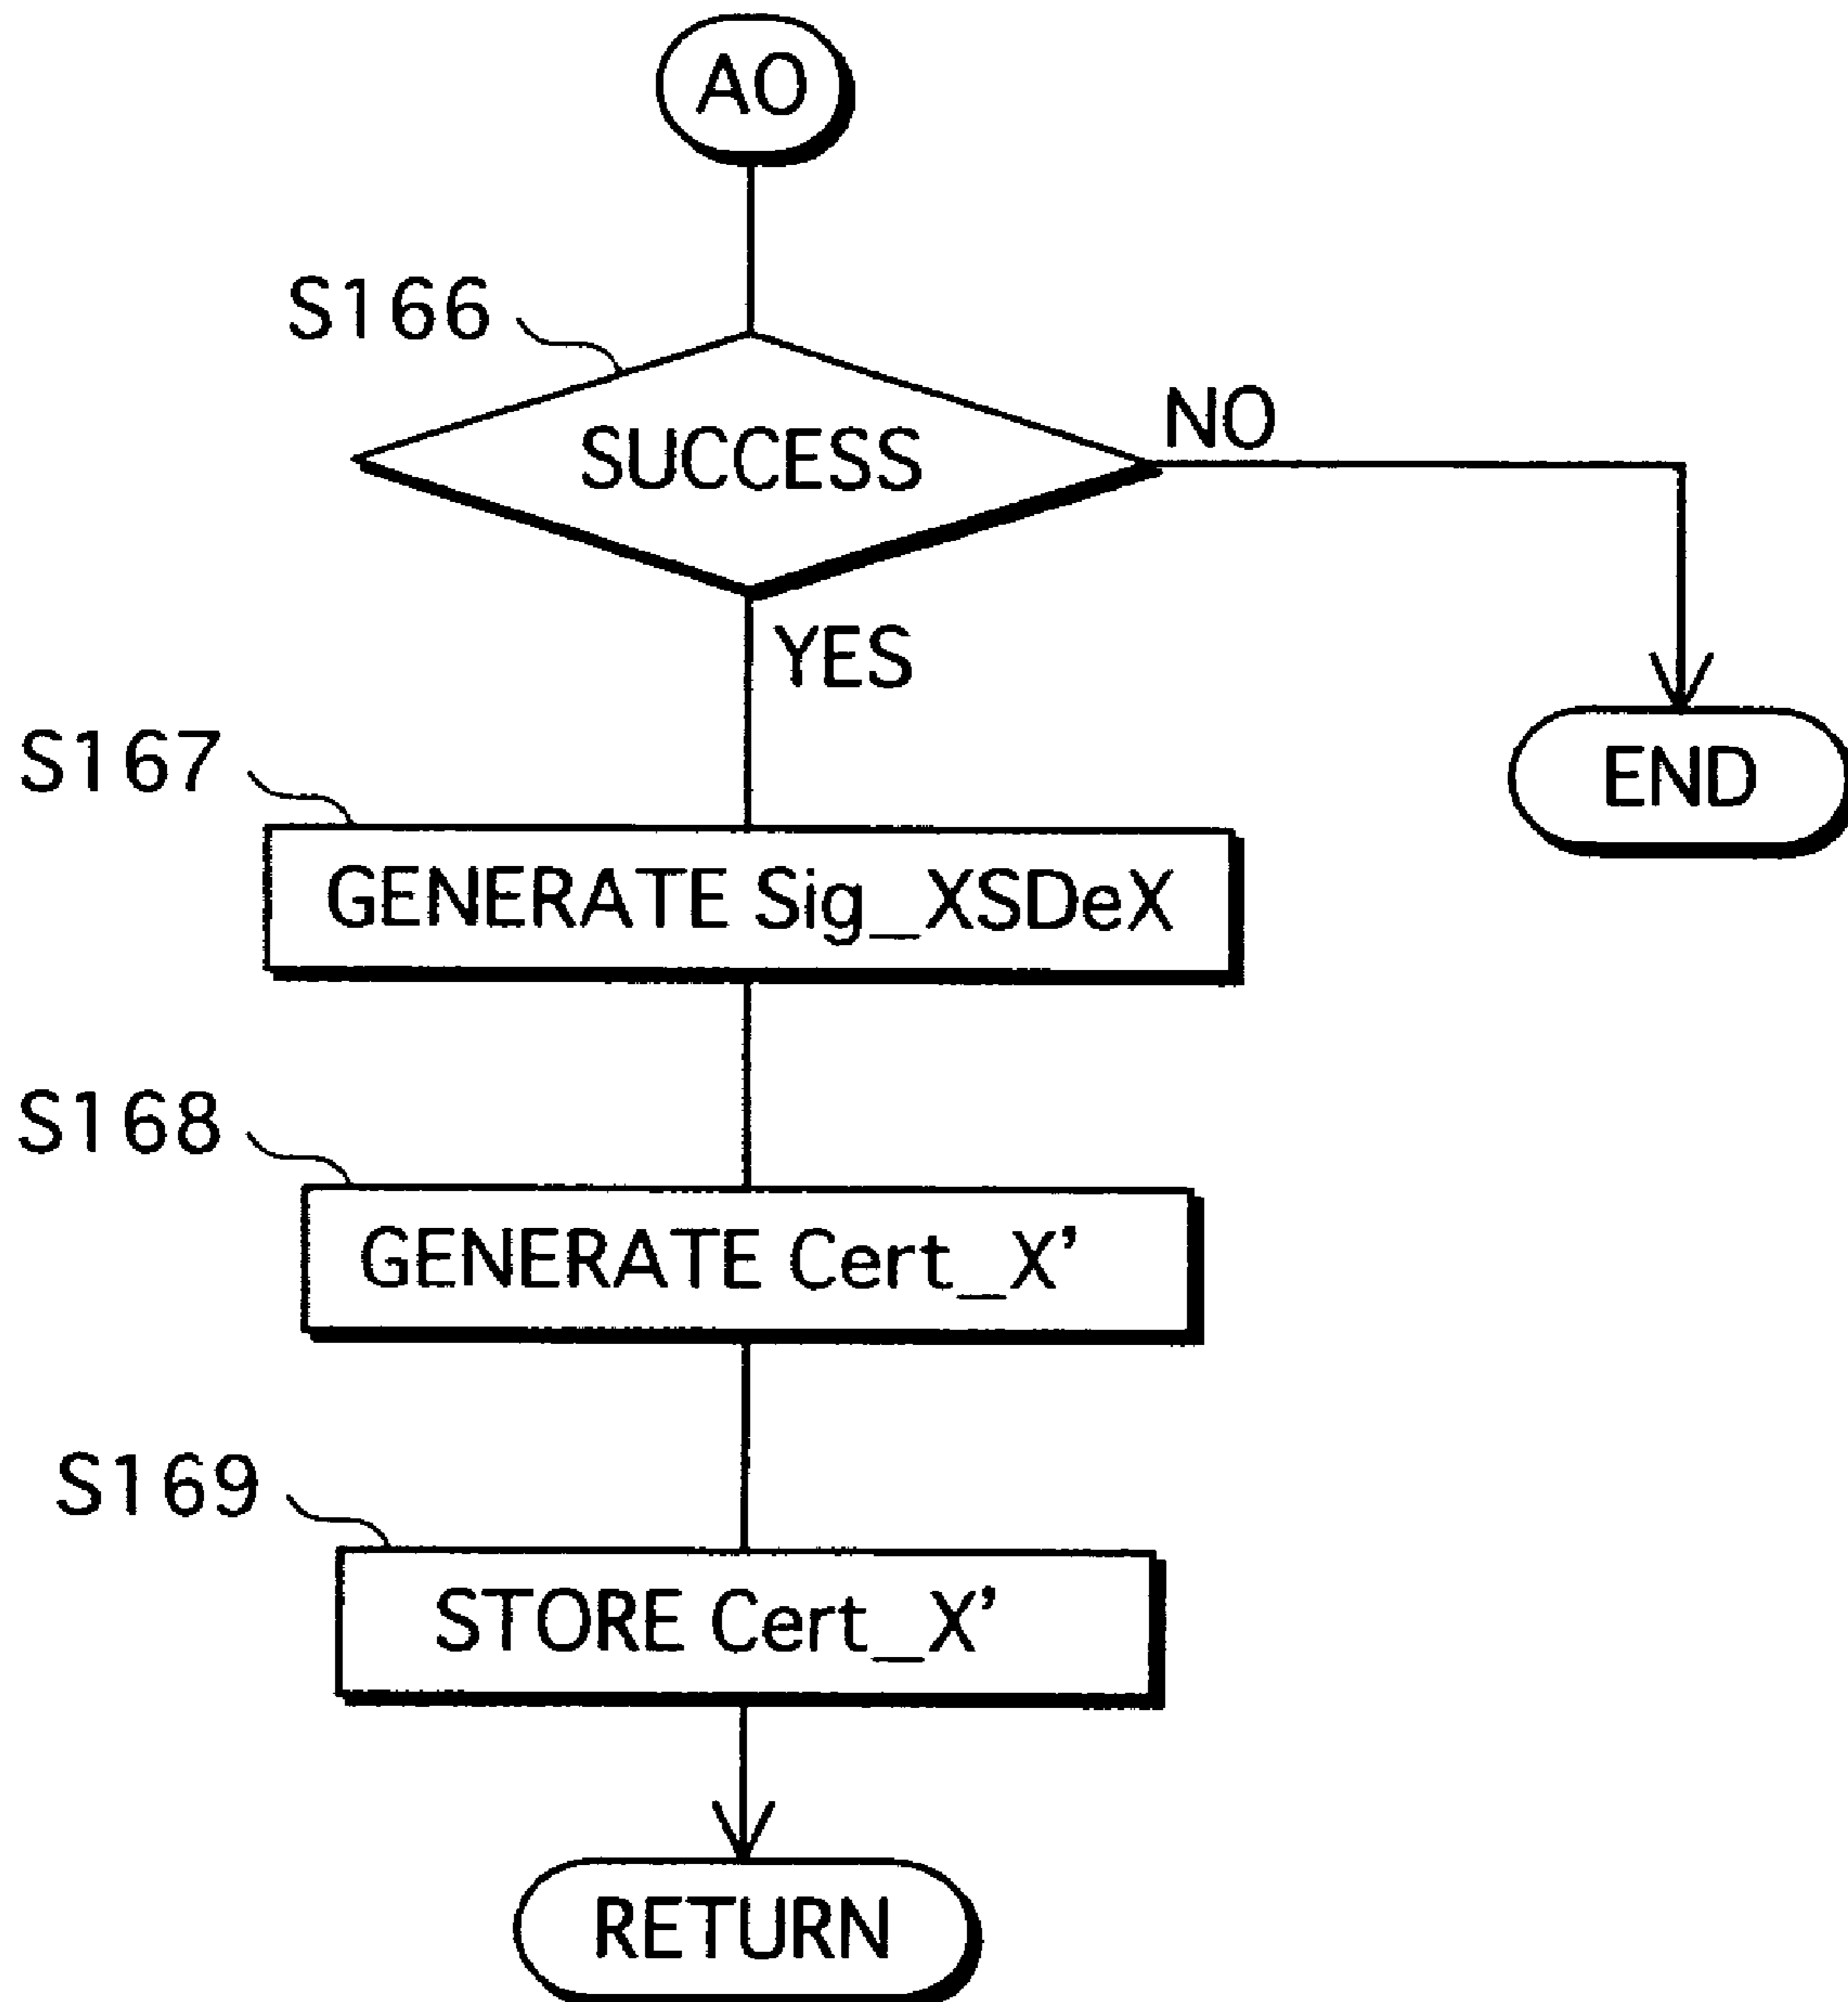 AO
S166
SUCCESS
NO
YES
END
S167
GENERATE Sig_XSDeX
S168
GENERATE Cert_X'
S169
STORE Cert_X'
RETURN